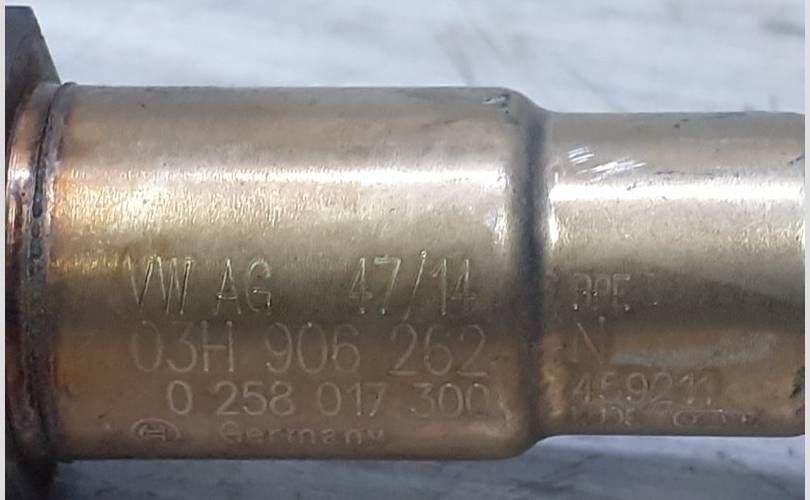 VW AG 47/14
03H 906 262
0 258 017 300
Germany
N
459211